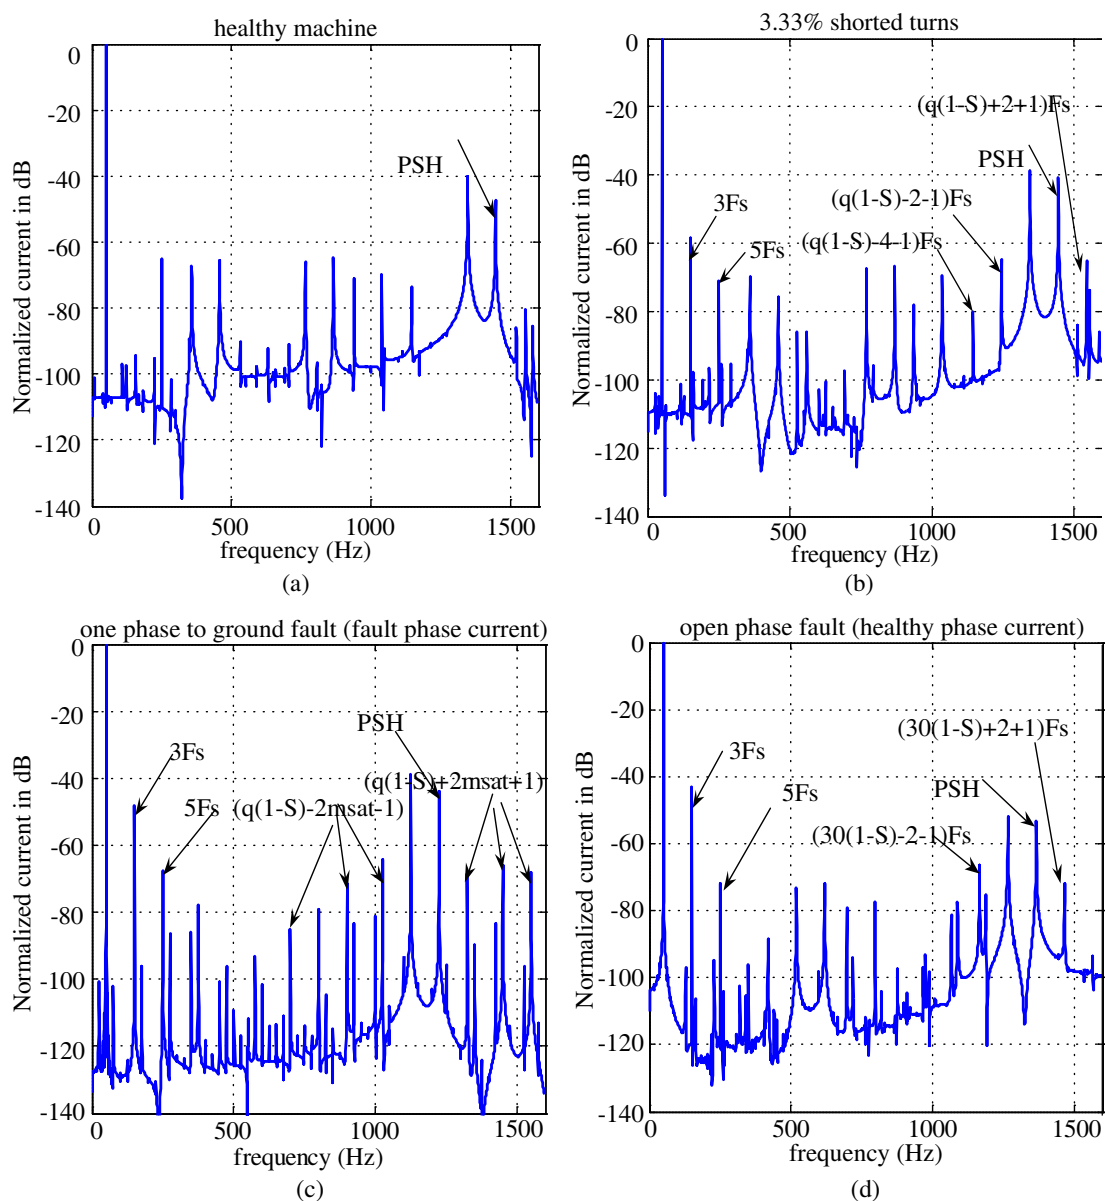 healthy machine
0
-20
-40
-60
-80
-100
-120
-140
Normalized current in dB
PSH
0
500
1000
1500
frequency (Hz)
(a)
3.33% shorted turns
0
-20
-40
-60
-80
-100
-120
-140
Normalized current in dB
(q(1-S)+2+1)Fs
PSH
(q(1-S)-2-1)Fs
3Fs
5Fs
(q(1-S)-4-1)Fs
0
500
1000
1500
frequency (Hz)
(b)
one phase to ground fault (fault phase current)
0
-20
-40
-60
-80
-100
-120
-140
Normalized current in dB
PSH
3Fs
(q(1-S)+2msat+1)
5Fs
(q(1-S)-2msat-1)
0
500
1000
1500
frequency (Hz)
(c)
open phase fault (healthy phase current)
0
-20
-40
-60
-80
-100
-120
-140
Normalized current in dB
(30(1-S)+2+1)Fs
3Fs
5Fs
PSH
(30(1-S)-2-1)Fs
0
500
1000
1500
frequency (Hz)
(d)